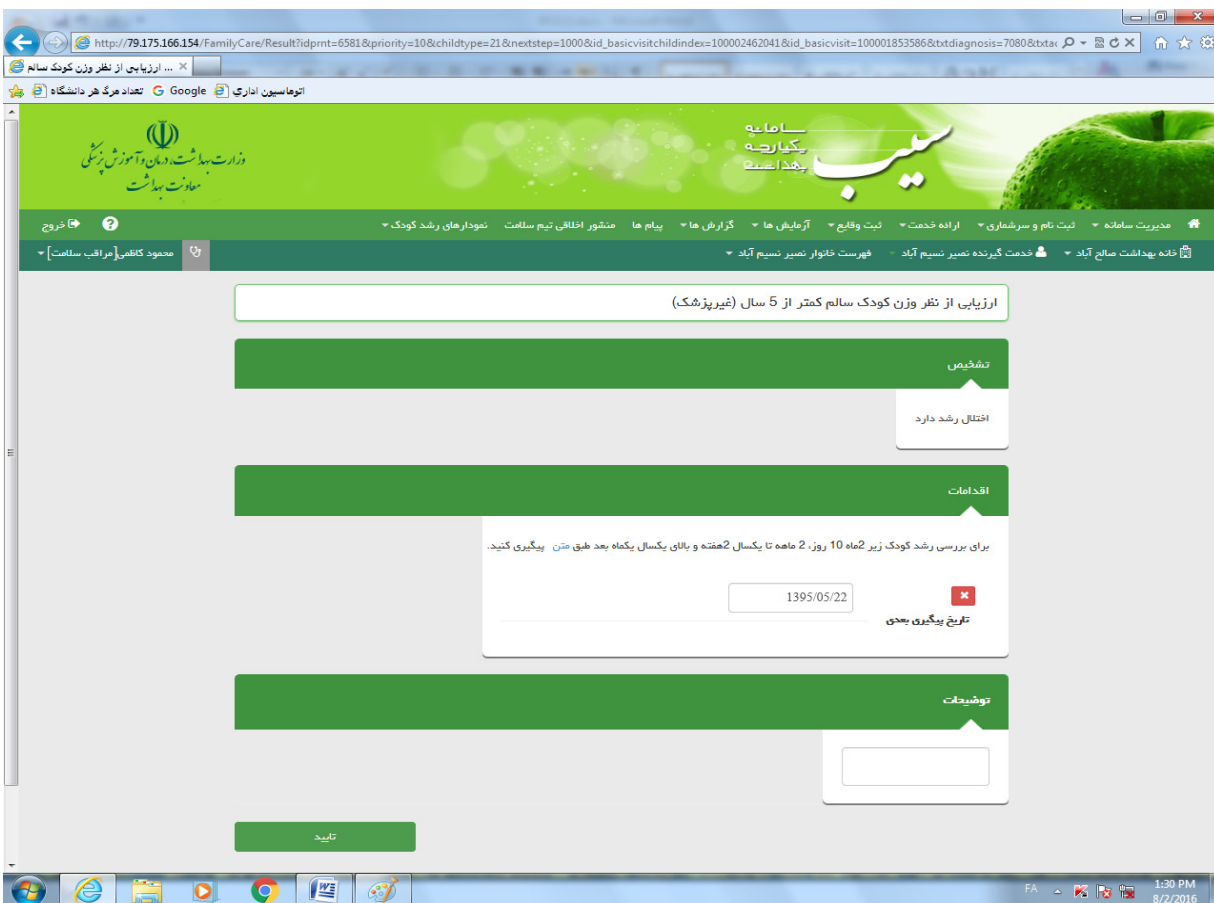 http://79.175.166.154/FamilyCare/Result?idprnt=6581&priority=10&childtype=21&nextstep=1000&id_basicvisitchildindex=100002462041&id_basicvisit=100001853586&txtdiagnosis=7080&txtac
ارزیابی از نظر وزن کودک سالم ...
اتوماسیون اداري Google تعداد مرگ هر دانشگاه
سیب
سامانه
یکپارچه
بهداشت
وزارت بهداشت، درمان و آموزش پزشکی
معاونت بهداشت
مدیریت سامانه ثبت نام و سرشماری ارائه خدمت ثبت وقایع آزمایش ها گزارش ها پیام ها منشور اخلاقی تیم سلامت نمودارهای رشد کودک ? خروج
خانه بهداشت صالح آباد خدمت گیرنده نصیر نسیم آباد فهرست خانوار نصیر نسیم آباد محمود کاظمی[مراقب سلامت]
ارزیابی از نظر وزن کودک سالم کمتر از 5 سال (غیرپزشک)
تشخیص
اختلال رشد دارد
اقدامات
برای بررسی رشد کودک زیر 2ماه 10 روز، 2 ماهه تا یکسال 2هفته و بالای یکسال یکماه بعد طبق متن پیگیری کنید.
1395/05/22
تاریخ پیگیری بعدی
توضیحات
تایید
FA
1:30 PM
8/2/2016